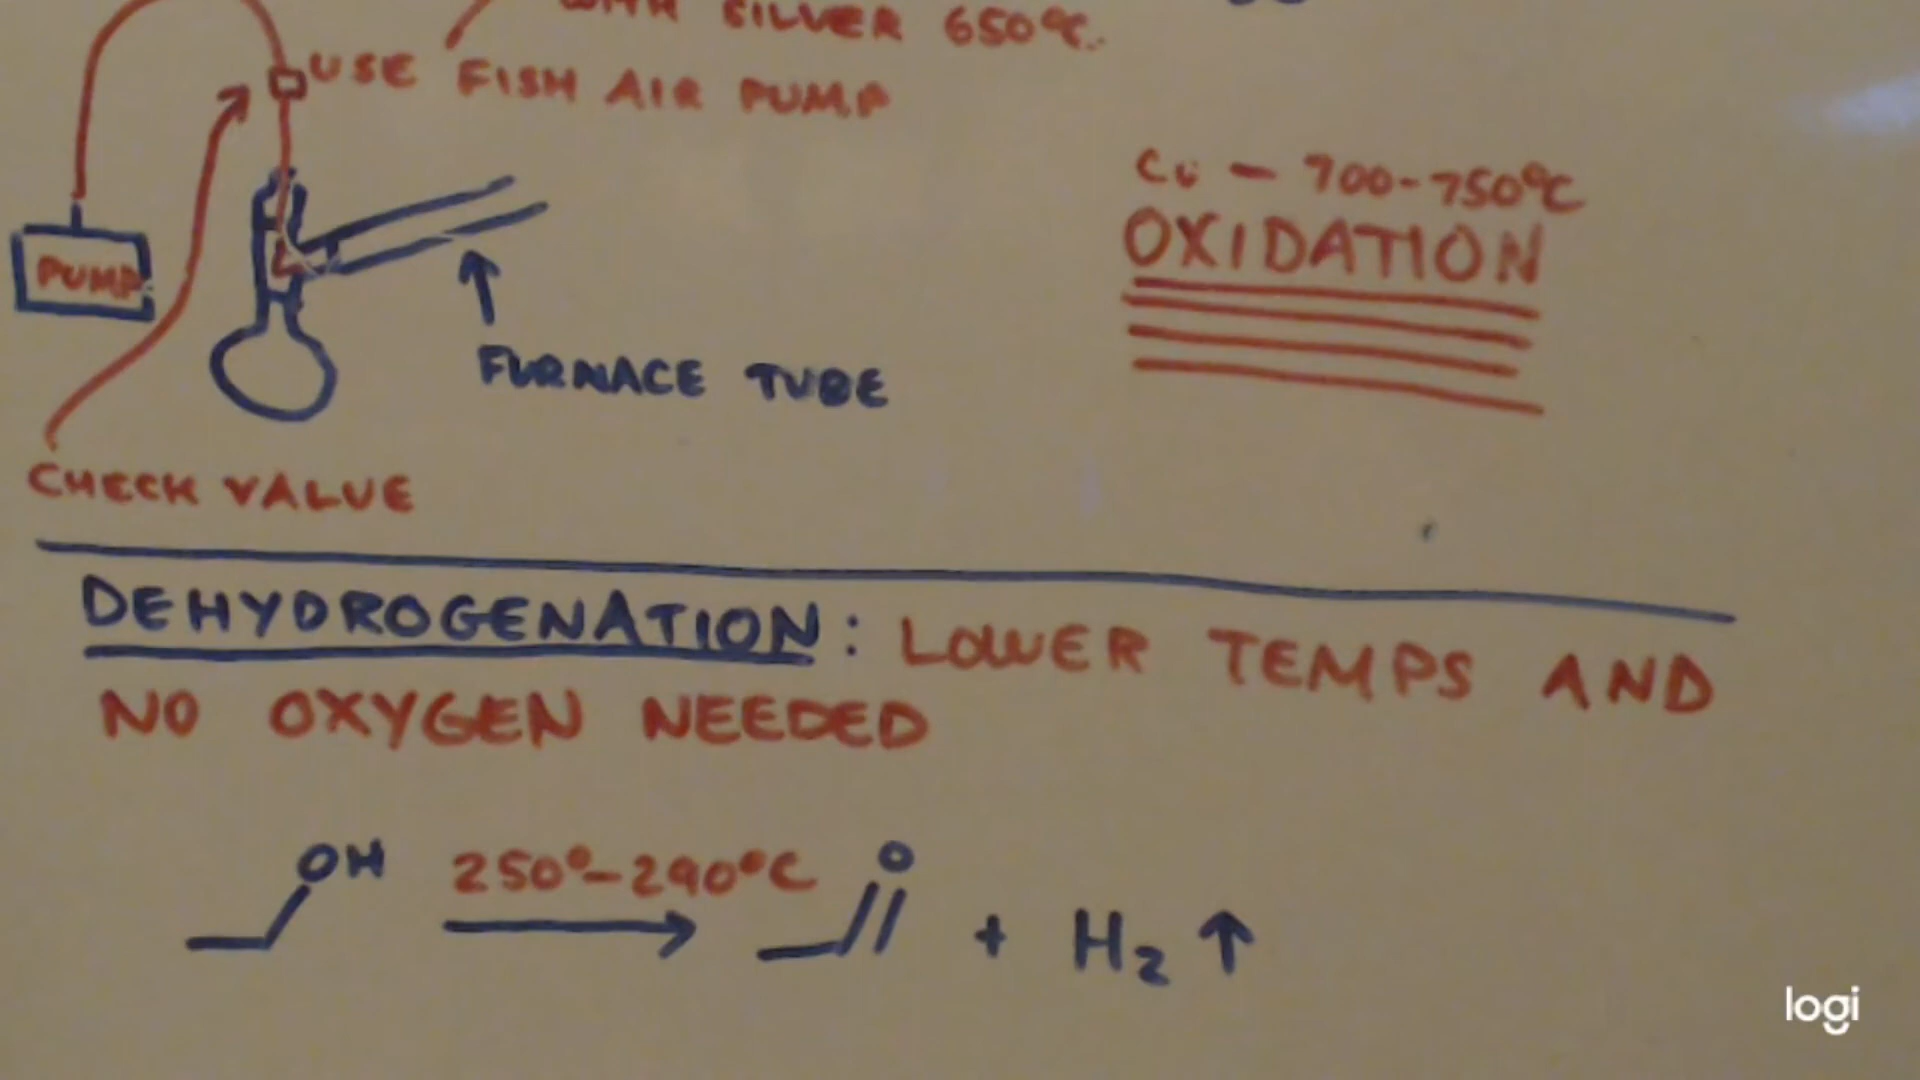 WITH SILVER 650°C.
USE FISH AIR PUMP
Cu - 700-750°C
OXIDATION
PUMP
FURNACE TUBE
CHECK VALUE
DEHYDROGENATION: LOWER TEMPS AND
NO OXYGEN NEEDED
OH 250°-290°C O
+ H₂ ↑
logi